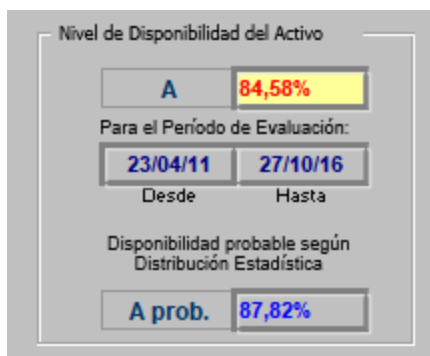 Nivel de Disponibilidad del Activo
A 84,58%
Para el Período de Evaluación:
23/04/11 27/10/16
Desde Hasta
Disponibilidad probable según
Distribución Estadística
A prob. 87,82%